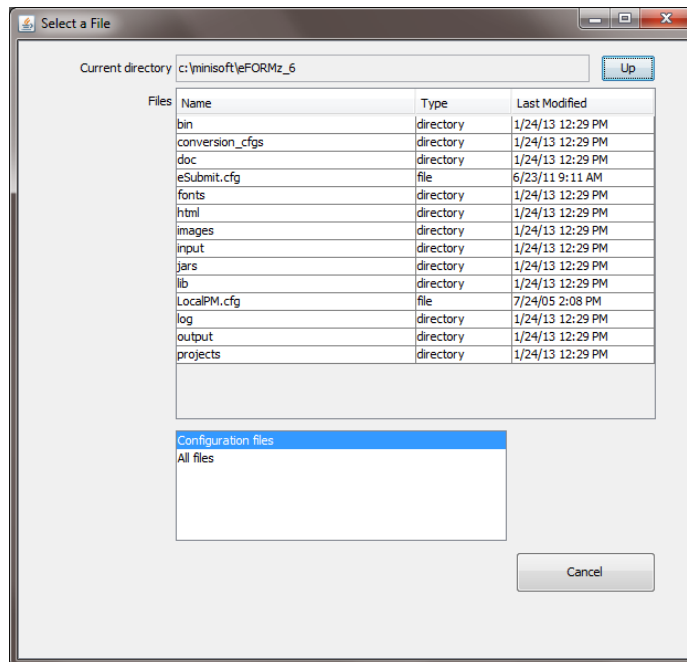 Select a File
Current directory c:\minisoft\eFORMz_6 Up
Files Name Type Last Modified
bin directory 1/24/13 12:29 PM
conversion_cfgs directory 1/24/13 12:29 PM
doc directory 1/24/13 12:29 PM
eSubmit.cfg file 6/23/11 9:11 AM
fonts directory 1/24/13 12:29 PM
html directory 1/24/13 12:29 PM
images directory 1/24/13 12:29 PM
input directory 1/24/13 12:29 PM
jars directory 1/24/13 12:29 PM
lib directory 1/24/13 12:29 PM
LocalPM.cfg file 7/24/05 2:08 PM
log directory 1/24/13 12:29 PM
output directory 1/24/13 12:29 PM
projects directory 1/24/13 12:29 PM
Configuration files
All files
Cancel